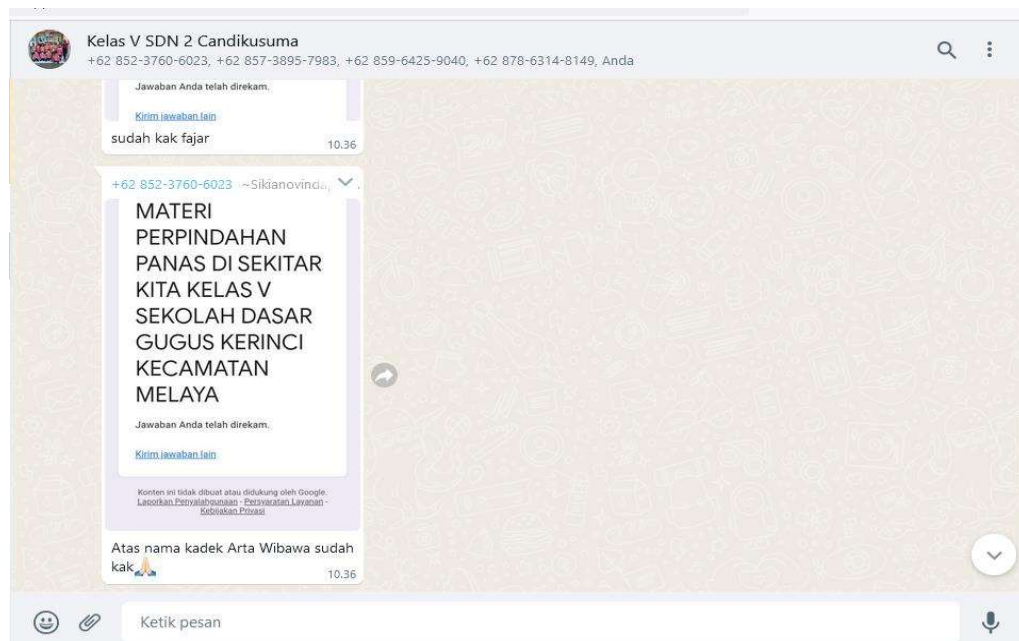 Kelas V SDN 2 Candikusuma
+62 852-3760-6023, +62 857-3895-7983, +62 859-6425-9040, +62 878-6314-8149, Anda
Jawaban Anda telah direkam.
Kirim jawaban lain
sudah kak fajar
10.36
+62 852-3760-6023 ~Sikianovinda,
MATERI
PERPINDAHAN
PANAS DI SEKITAR
KITA KELAS V
SEKOLAH DASAR
GUGUS KERINCI
KECAMATAN
MELAYA
Jawaban Anda telah direkam.
Kirim jawaban lain
Konten ini tidak dibuat atau didukung oleh Google.
Laporkan Penyalahgunaan - Persyaratan Layanan -
Kebijakan Privasi
Atas nama kadek Arta Wibawa sudah
kak🙏🏻
10.36
Ketik pesan